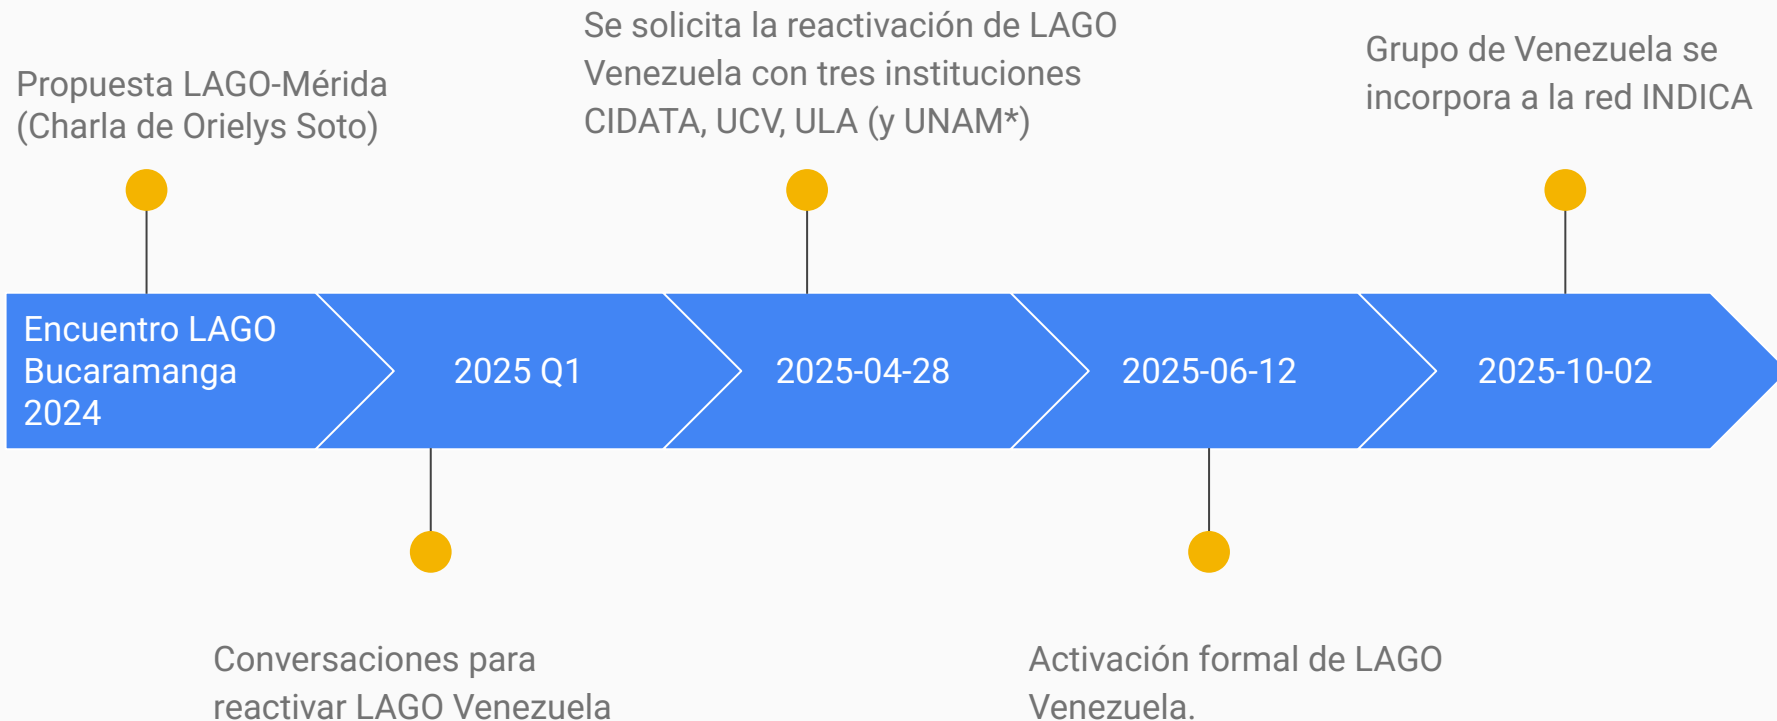 Propuesta LAGO-Mérida
(Charla de Orielys Soto)
Se solicita la reactivación de LAGO
Venezuela con tres instituciones
CIDATA, UCV, ULA (y UNAM*)
Grupo de Venezuela se
incorpora a la red INDICA
Encuentro LAGO
Bucaramanga
2024
2025 Q1
2025-04-28
2025-06-12
2025-10-02
Conversaciones para
reactivar LAGO Venezuela
Activación formal de LAGO
Venezuela.